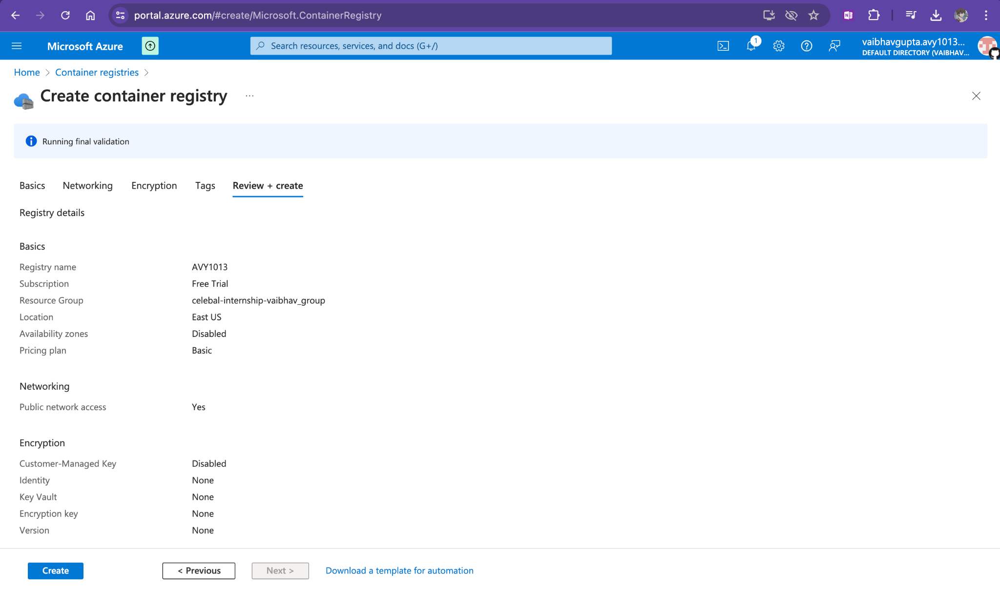 portal.azure.com/#create/Microsoft.ContainerRegistry
Microsoft Azure
Search resources, services, and docs (G+/)
1
vaibhavgupta.avy1013...
DEFAULT DIRECTORY (VAIBHAV...
Home > Container registries >
Create container registry ...
Running final validation
Basics Networking Encryption Tags Review + create
Registry details
Basics
Registry name AVY1013
Subscription Free Trial
Resource Group celebal-internship-vaibhav_group
Location East US
Availability zones Disabled
Pricing plan Basic
Networking
Public network access Yes
Encryption
Customer-Managed Key Disabled
Identity None
Key Vault None
Encryption key None
Version None
Create < Previous Next > Download a template for automation